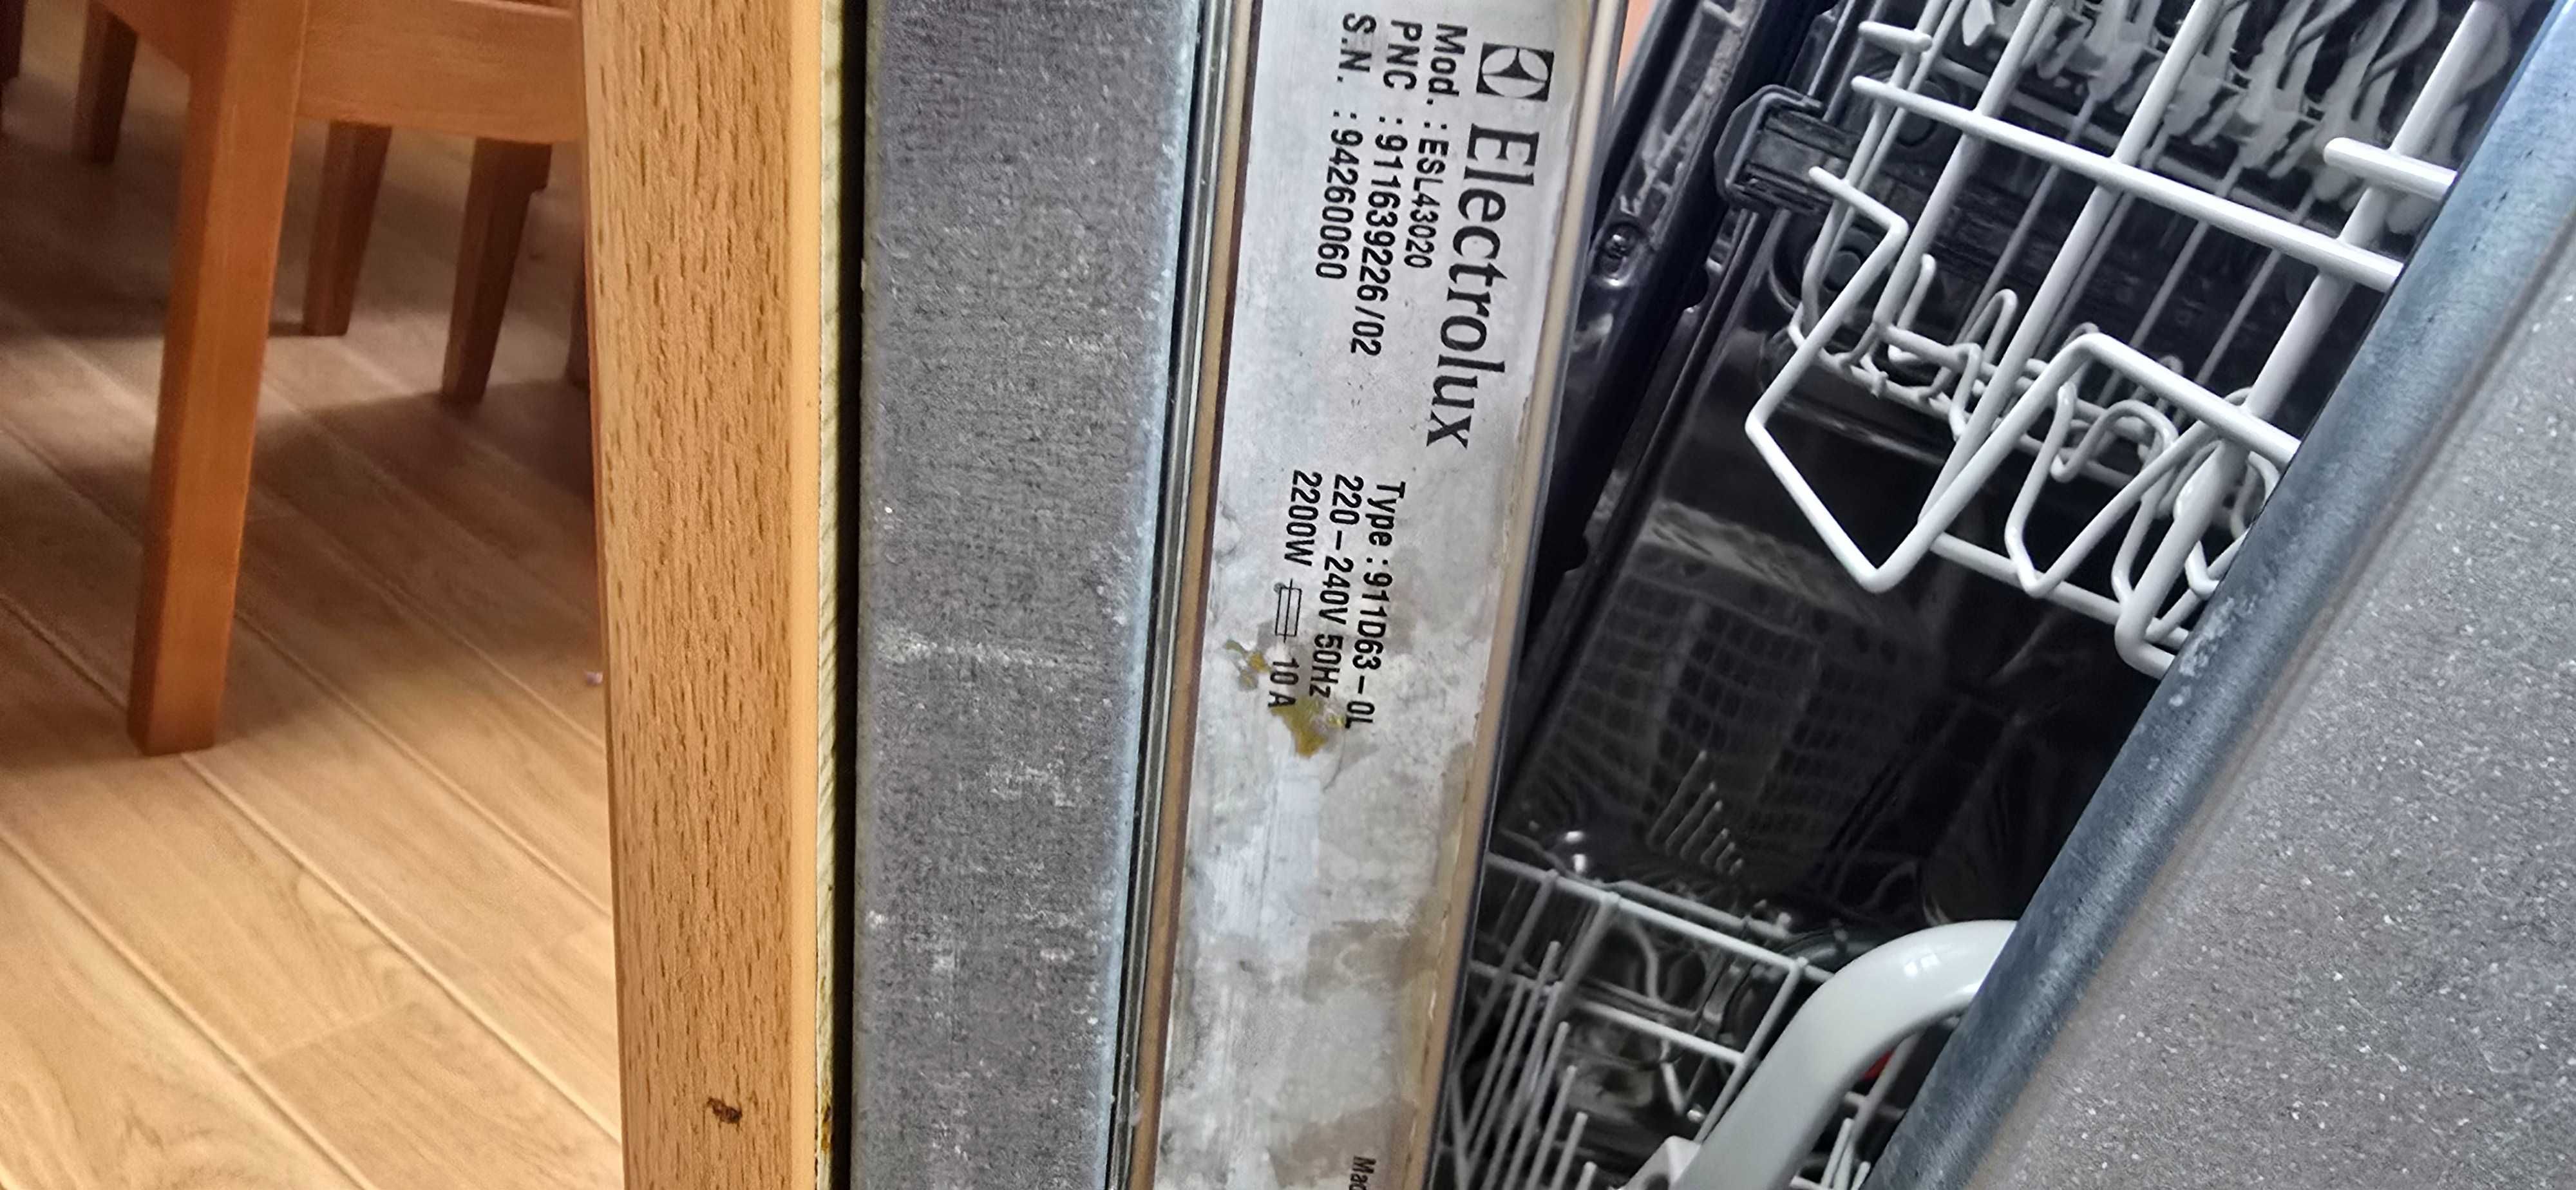 Electrolux
Mod. : ESL43020
PNC : 911639226/02
S.N. : 94260060
Type : 911D63-0L
220-240V 50Hz
2200W 10 A